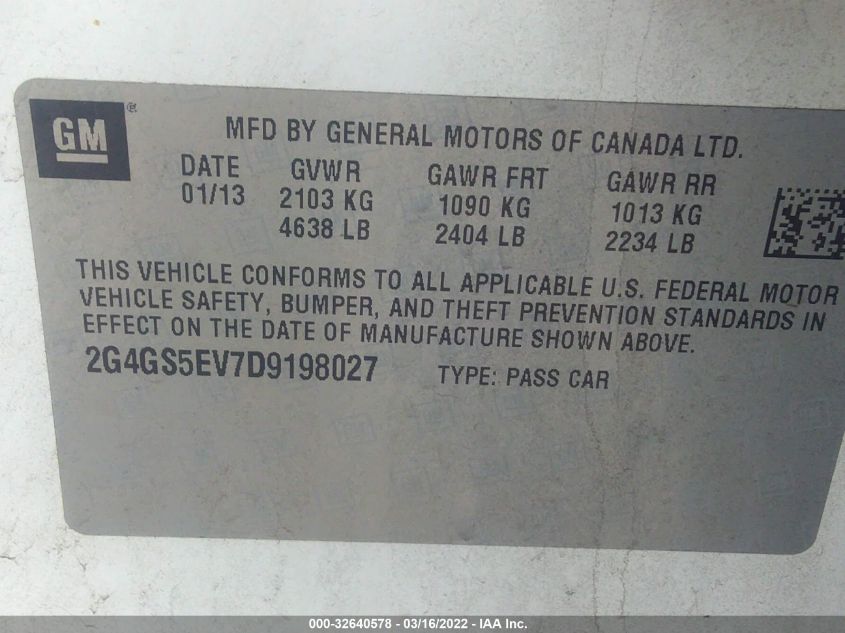 GM
MFD BY GENERAL MOTORS OF CANADA LTD.
DATE GVWR GAWR FRT GAWR RR
01/13 2103 KG 1090 KG 1013 KG
4638 LB 2404 LB 2234 LB
THIS VEHICLE CONFORMS TO ALL APPLICABLE U.S. FEDERAL MOTOR
VEHICLE SAFETY, BUMPER, AND THEFT PREVENTION STANDARDS IN
EFFECT ON THE DATE OF MANUFACTURE SHOWN ABOVE.
2G4GS5EV7D9198027 TYPE: PASS CAR
000-32640578 - 03/16/2022 - IAA Inc.